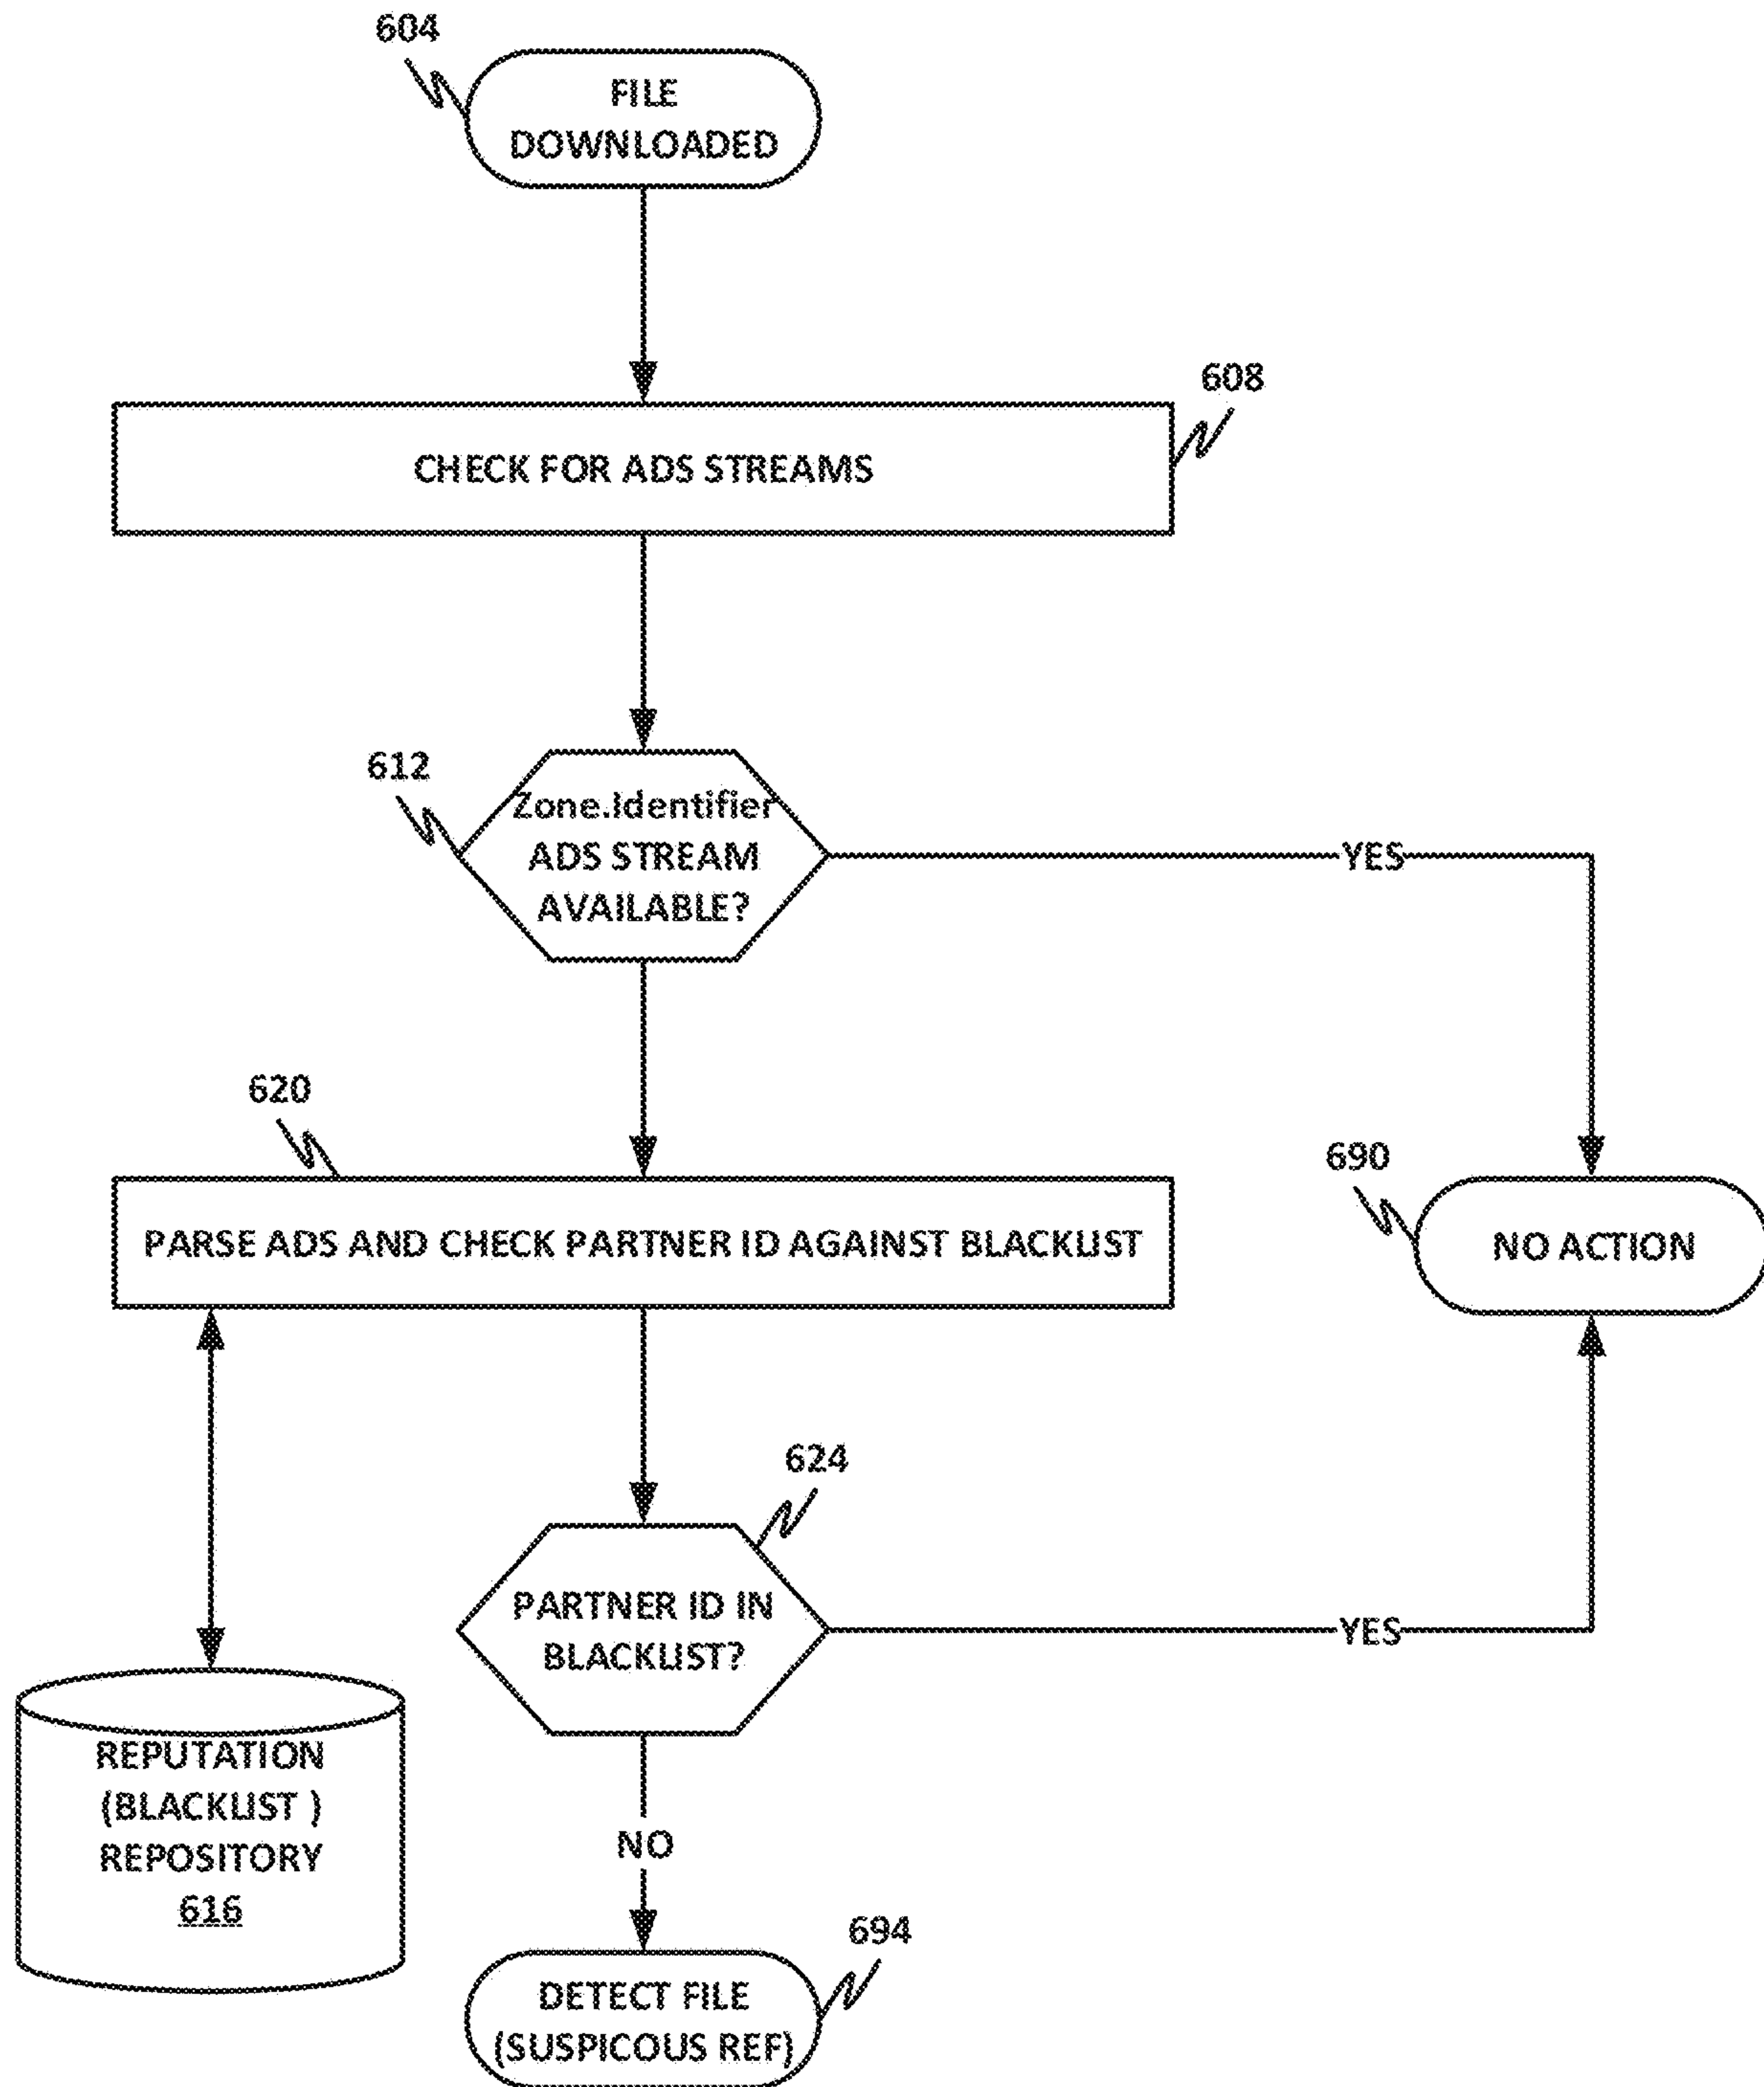 604
FILE
DOWNLOADED
608
CHECK FOR ADS STREAMS
612
Zone.Identifier
ADS STREAM
AVAILABLE?
YES
620
PARSE ADS AND CHECK PARTNER ID AGAINST BLACKLIST
690
NO ACTION
624
PARTNER ID IN
BLACKLIST?
YES
REPUTATION
(BLACKLIST )
REPOSITORY
616
NO
694
DETECT FILE
(SUSPICOUS REF)